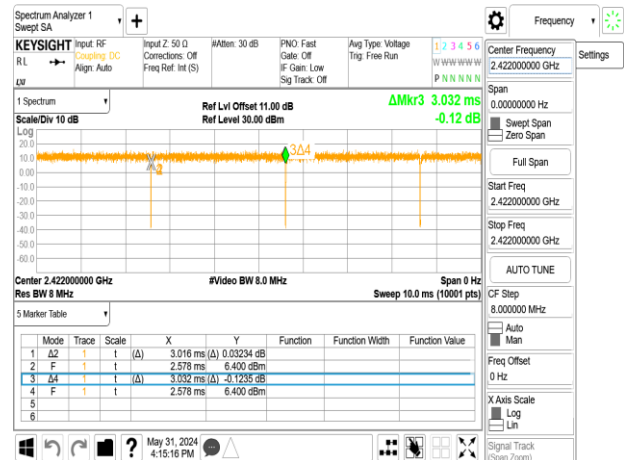 Spectrum Analyzer 1
Swept SA
Frequency
KEYSIGHT Input: RF Input Z: 50 Ω #Atten: 30 dB PNO: Fast Avg Type: Voltage 1 2 3 4 5 6
RL Coupling: DC Corrections: Off Gate: Off Trig: Free Run
Align: Auto Freq Ref: Int (S) IF Gain: Low W W W W W W
Sig Track: Off P N N N N N
LXI
Center Frequency
2.422000000 GHz
Settings
Span
0.00000000 Hz
Swept Span
Zero Span
Full Span
Start Freq
2.422000000 GHz
Stop Freq
2.422000000 GHz
AUTO TUNE
CF Step
8.000000 MHz
Auto
Man
Freq Offset
0 Hz
X Axis Scale
Log
Lin
Signal Track
(Span Zoom)
1 Spectrum
Scale/Div 10 dB
Ref Lvl Offset 11.00 dB
Ref Level 30.00 dBm
ΔMkr3 3.032 ms
-0.12 dB
Log
20.0
10.0
0.00
-10.0
-20.0
-30.0
-40.0
-50.0
-60.0
3Δ4
Center 2.422000000 GHz #Video BW 8.0 MHz Span 0 Hz
Res BW 8 MHz Sweep 10.0 ms (10001 pts)
5 Marker Table
Mode Trace Scale X Y Function Function Width Function Value
1 Δ2 1 t (Δ) 3.016 ms (Δ) 0.03234 dB
2 F 1 t 2.578 ms 6.400 dBm
3 Δ4 1 t (Δ) 3.032 ms (Δ) -0.1235 dB
4 F 1 t 2.578 ms 6.400 dBm
5
6
May 31, 2024
4:15:16 PM